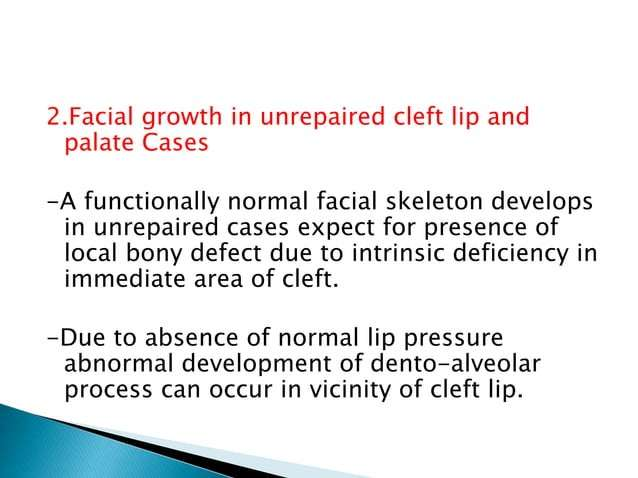 2.Facial growth in unrepaired cleft lip and
palate Cases
-A functionally normal facial skeleton develops
in unrepaired cases expect for presence of
local bony defect due to intrinsic deficiency in
immediate area of cleft.
-Due to absence of normal lip pressure
abnormal development of dento-alveolar
process can occur in vicinity of cleft lip.